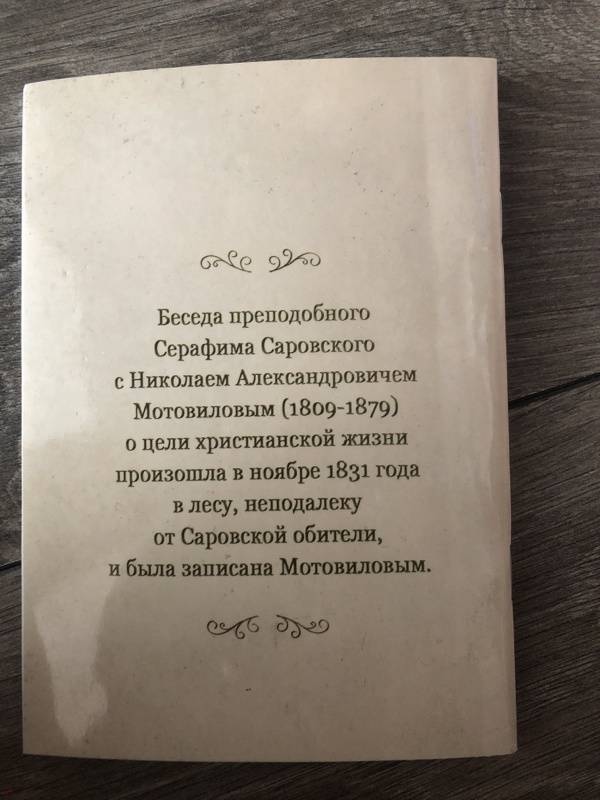 Беседа преподобного
Серафима Саровского
с Николаем Александровичем
Мотовиловым (1809-1879)
о цели христианской жизни
произошла в ноябре 1831 года
в лесу, неподалеку
от Саровской обители,
и была записана Мотовиловым.